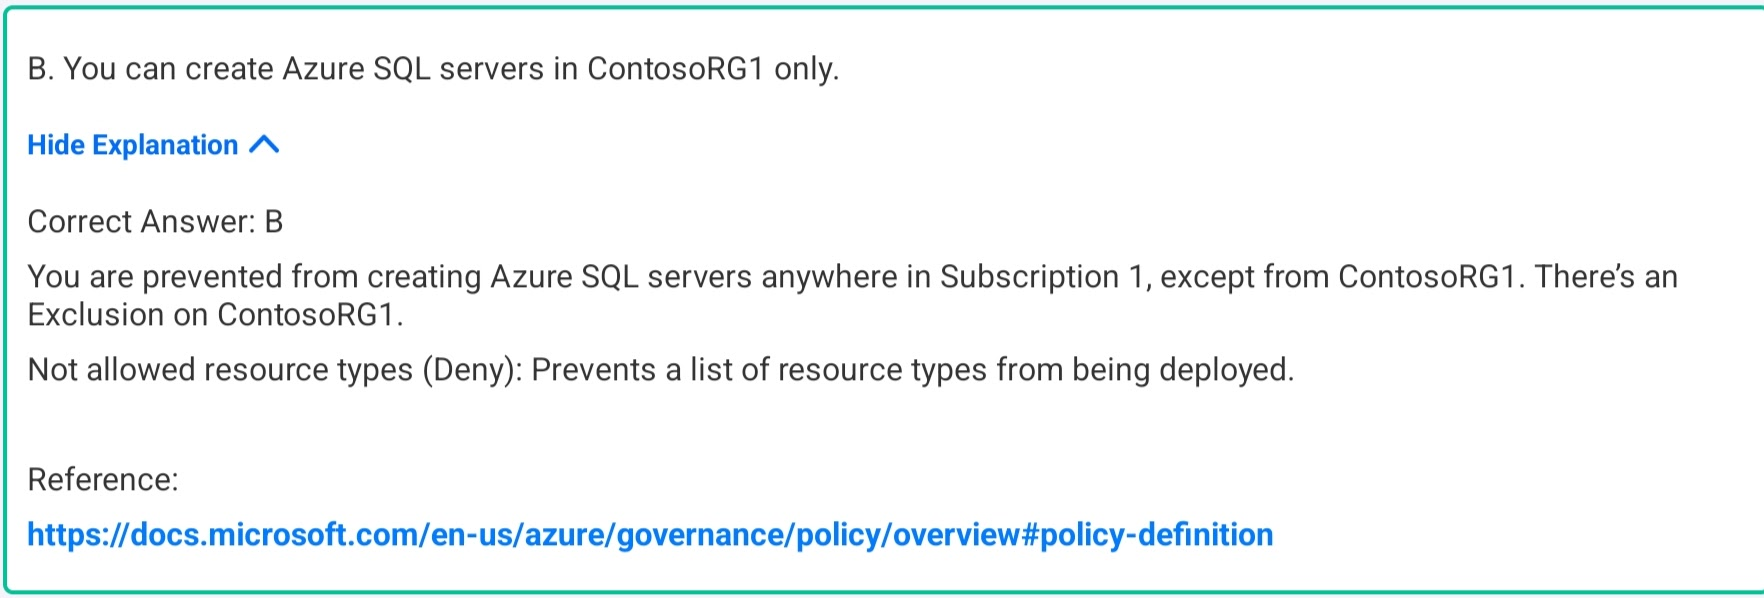 B. You can create Azure SQL servers in ContosoRG1 only.
Hide Explanation
Correct Answer: B
You are prevented from creating Azure SQL servers anywhere in Subscription 1, except from ContosoRG1. There’s an
Exclusion on ContosoRG1.
Not allowed resource types (Deny): Prevents a list of resource types from being deployed.
Reference:
https://docs.microsoft.com/en-us/azure/governance/policy/overview#policy-definition